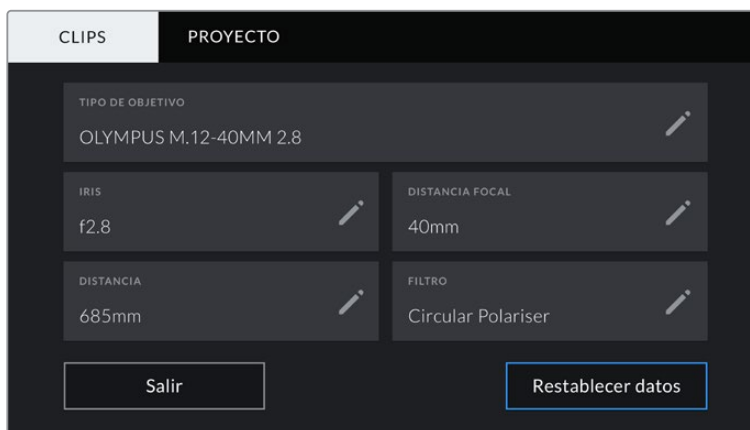 CLIPS PROYECTO
TIPO DE OBJETIVO
OLYMPUS M.12-40MM 2.8
IRIS
f2.8
DISTANCIA FOCAL
40mm
DISTANCIA
685mm
FILTRO
Circular Polariser
Salir
Restablecer datos